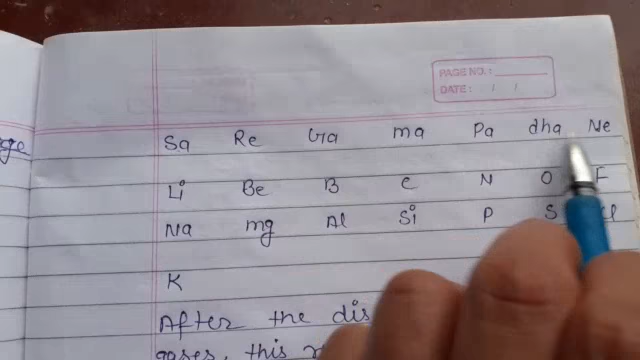 PAGE NO.:
DATE: / /
Sa Re Ga ma Pa dha Ne
Li Be B C N O F
Na mg Al Si P S
K
After the dis
gases, this